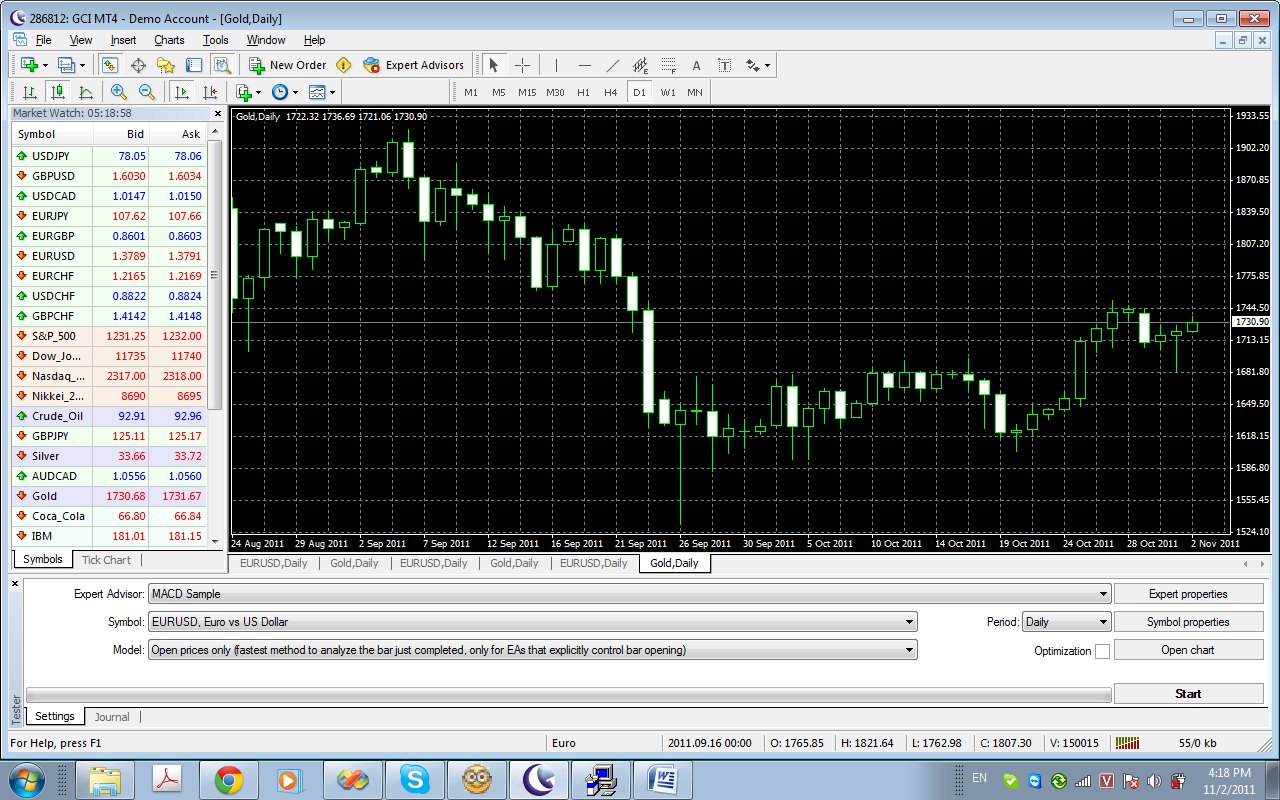 286812: GCI MT4 - Demo Account - [Gold,Daily]
File View Insert Charts Tools Window Help
New Order Expert Advisors
M1 M5 M15 M30 H1 H4 D1 W1 MN
Market Watch: 05:18:58
Symbol Bid Ask
USDJPY 78.05 78.06
GBPUSD 1.6030 1.6034
USDCAD 1.0147 1.0150
EURJPY 107.62 107.66
EURGBP 0.8601 0.8603
EURUSD 1.3789 1.3791
EURCHF 1.2165 1.2169
USDCHF 0.8822 0.8824
GBPCHF 1.4142 1.4148
S&P_500 1231.25 1232.00
Dow_Jo... 11735 11740
Nasdaq_... 2317.00 2318.00
Nikkei_2... 8690 8695
Crude_Oil 92.91 92.96
GBPJPY 125.11 125.17
Silver 33.66 33.72
AUDCAD 1.0556 1.0560
Gold 1730.68 1731.67
Coca_Cola 66.80 66.84
IBM 181.01 181.15
Symbols Tick Chart
Gold,Daily 1722.32 1736.69 1721.06 1730.90
1933.55
1902.20
1870.85
1839.50
1807.20
1775.85
1744.50
1730.90
1713.15
1681.80
1649.50
1618.15
1586.80
1555.45
1524.10
24 Aug 2011 29 Aug 2011 2 Sep 2011 7 Sep 2011 12 Sep 2011 16 Sep 2011 21 Sep 2011 26 Sep 2011 30 Sep 2011 5 Oct 2011 10 Oct 2011 14 Oct 2011 19 Oct 2011 24 Oct 2011 28 Oct 2011 2 Nov 2011
EURUSD,Daily Gold,Daily EURUSD,Daily Gold,Daily EURUSD,Daily Gold,Daily
Expert Advisor: MACD Sample Expert properties
Symbol: EURUSD, Euro vs US Dollar Period: Daily Symbol properties
Model: Open prices only (fastest method to analyze the bar just completed, only for EAs that explicitly control bar opening) Optimization Open chart
Start
Tester
Settings Journal
For Help, press F1 Euro 2011.09.16 00:00 O: 1765.85 H: 1821.64 L: 1762.98 C: 1807.30 V: 150015 55/0 kb
EN 4:18 PM
11/2/2011